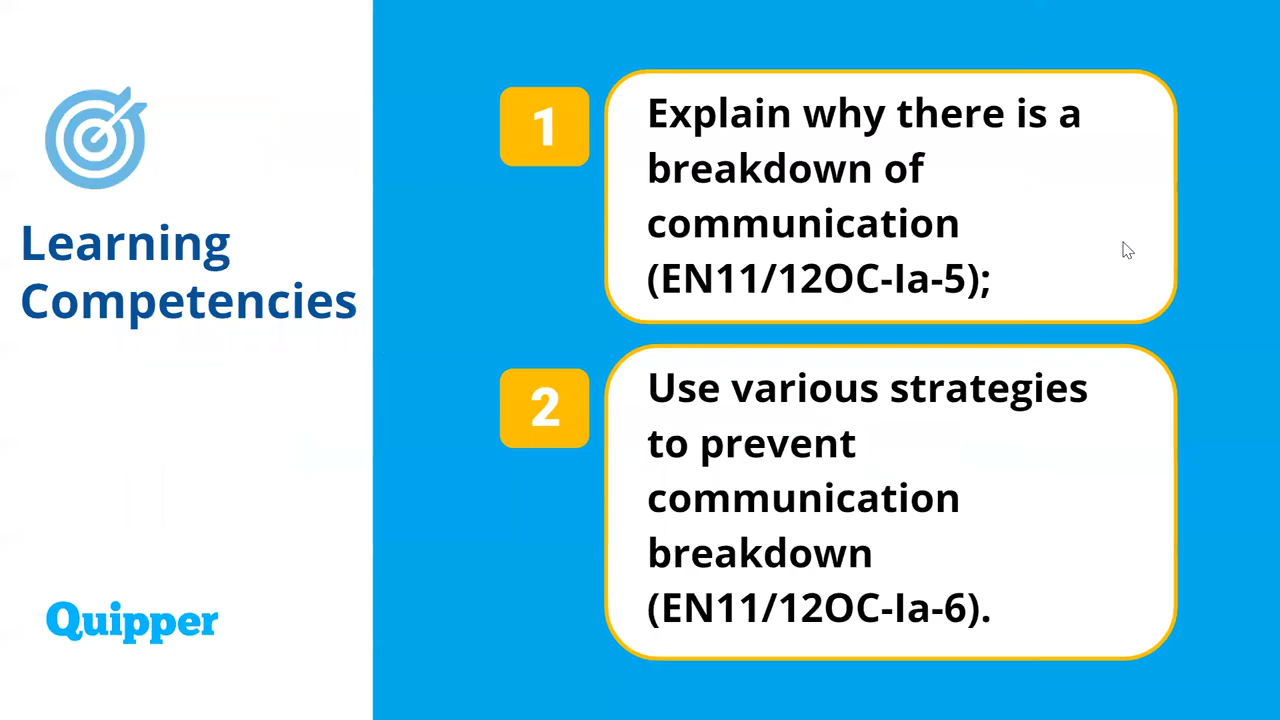 Learning
Competencies
1
Explain why there is a
breakdown of
communication
(EN11/12OC-Ia-5);
2
Use various strategies
to prevent
communication
breakdown
(EN11/12OC-Ia-6).
Quipper